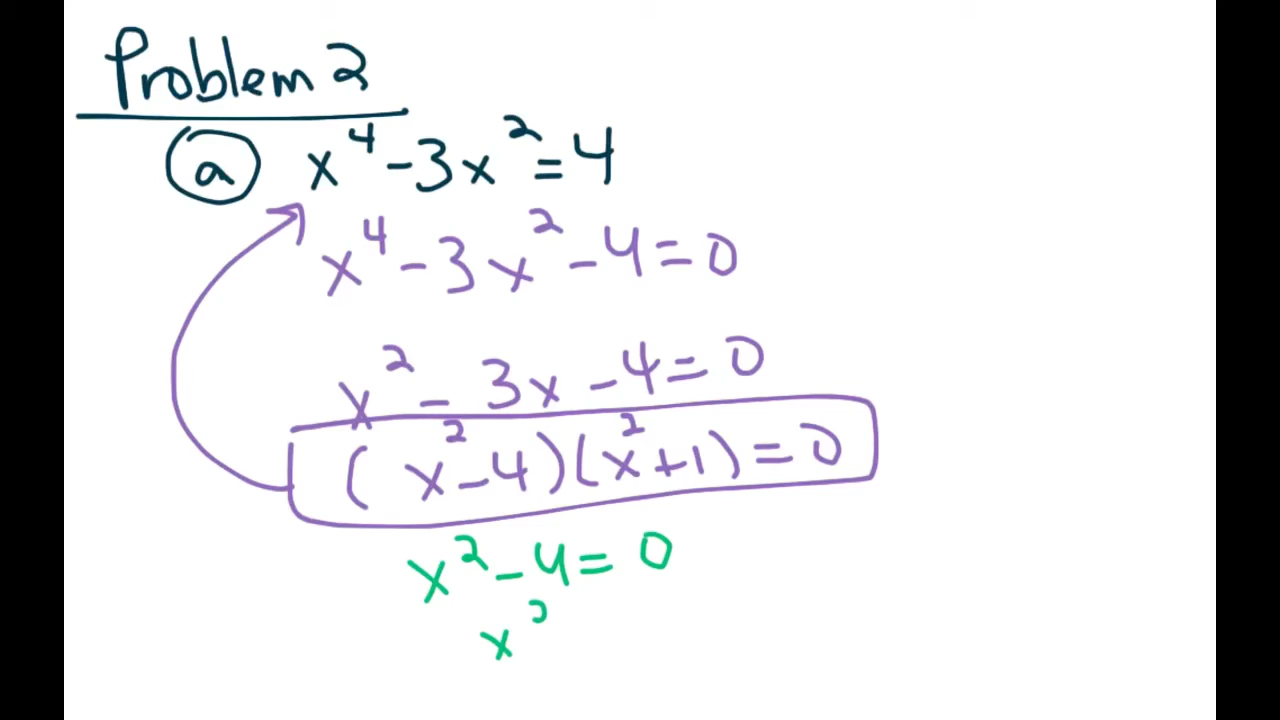 Problem 2
ⓐ x⁴ - 3x² = 4
x⁴ - 3x² - 4 = 0
x² - 3x - 4 = 0
(x² - 4)(x² + 1) = 0
x² - 4 = 0
x²